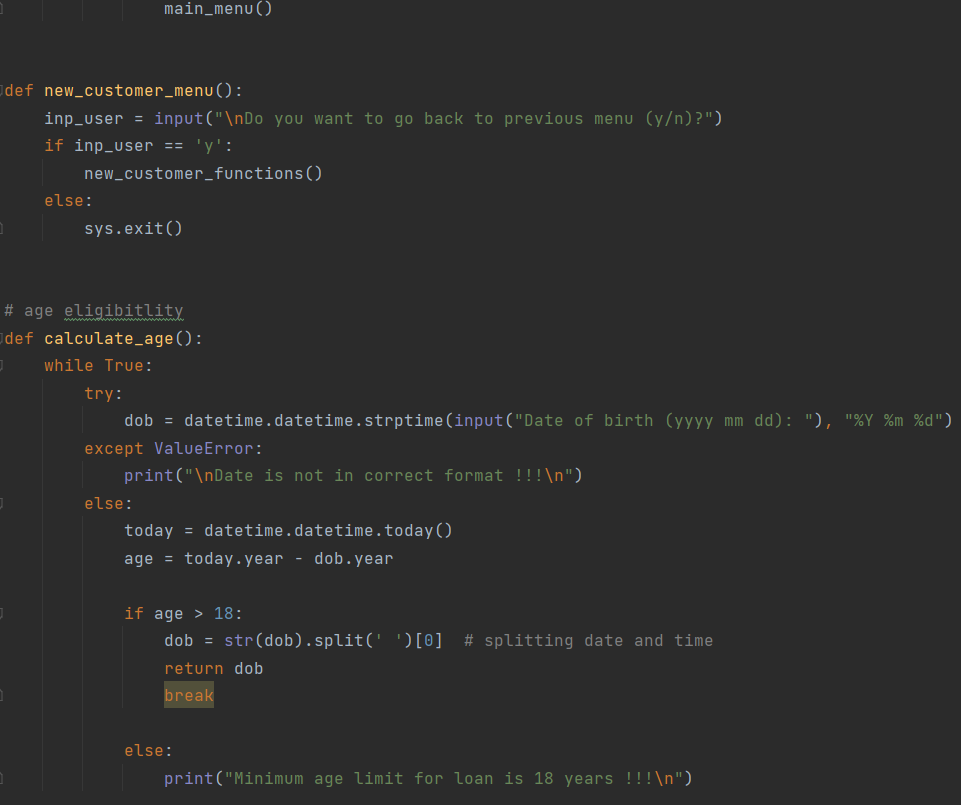 main_menu()
def new_customer_menu():
    inp_user = input("\nDo you want to go back to previous menu (y/n)?")
    if inp_user == 'y':
        new_customer_functions()
    else:
        sys.exit()
# age eligibitlity
def calculate_age():
    while True:
        try:
            dob = datetime.datetime.strptime(input("Date of birth (yyyy mm dd): "), "%Y %m %d")
        except ValueError:
            print("\nDate is not in correct format !!!\n")
        else:
            today = datetime.datetime.today()
            age = today.year - dob.year
            if age > 18:
                dob = str(dob).split(' ')[0]  # splitting date and time
                return dob
                break
            else:
                print("Minimum age limit for loan is 18 years !!!\n")